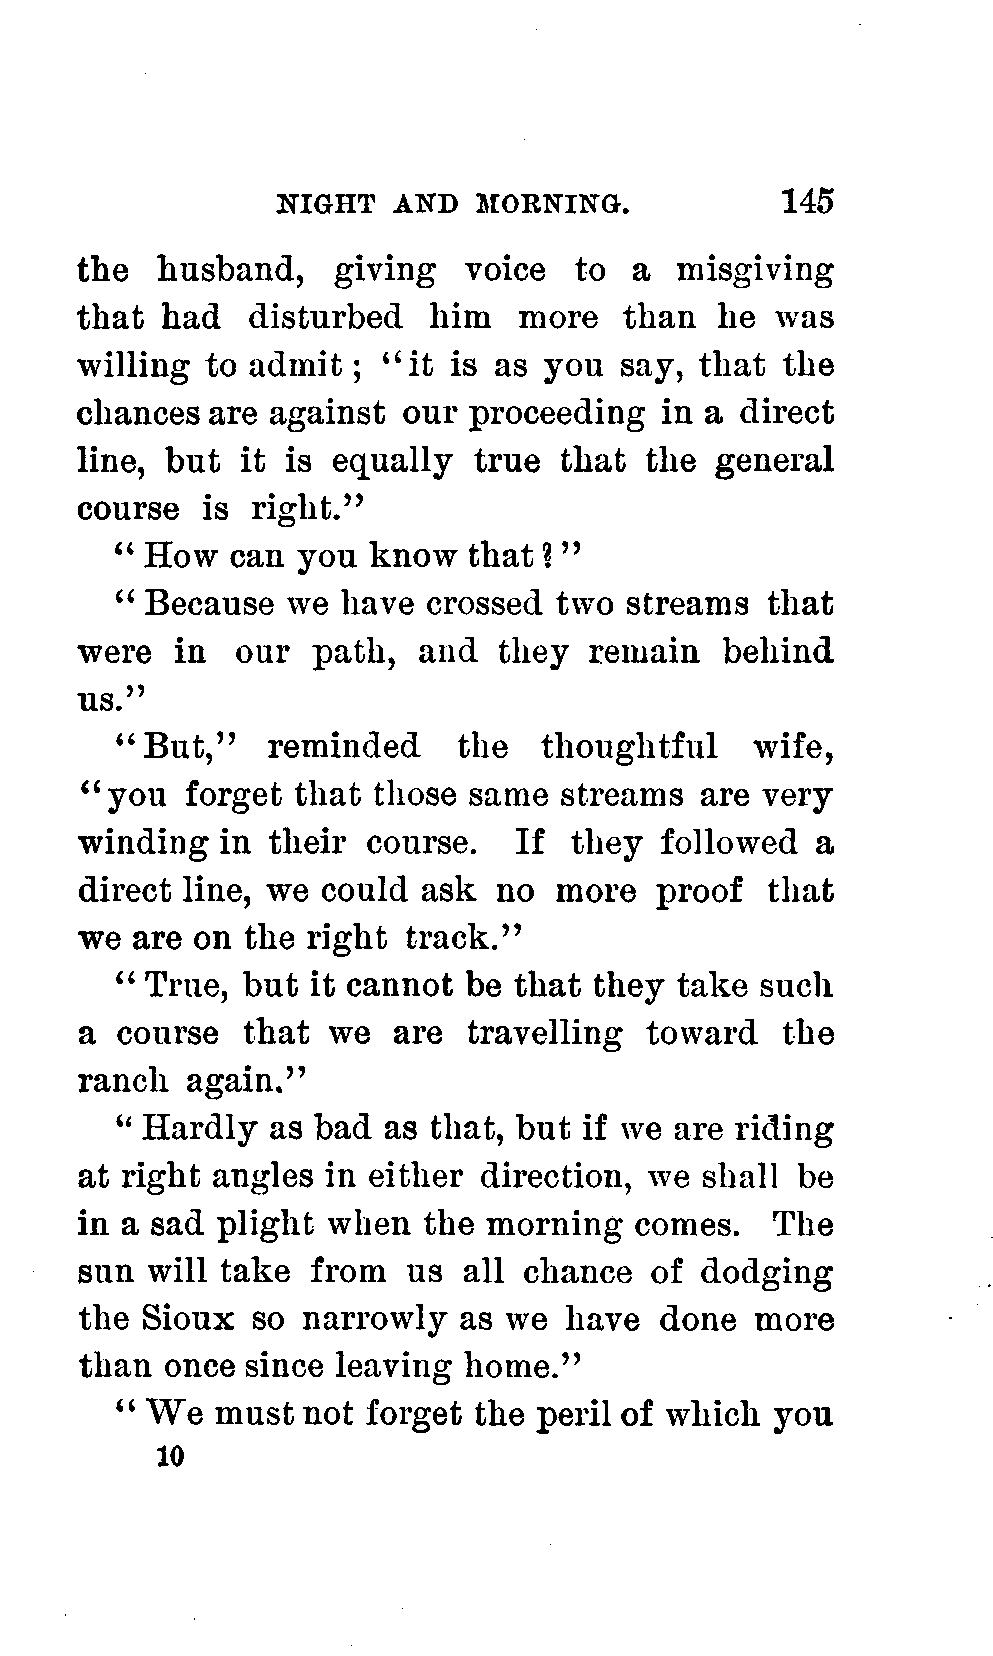 NIGHT AND MORNING. 145
the husband, giving voice to a misgiving
that had disturbed him more than he was
willing to admit; "it is as you say, that the
chances are against our proceeding in a direct
line, but it is equally true that the general
course is right."
"How can you know that?"
"Because we have crossed two streams that
were in our path, and they remain behind
us."
"But," reminded the thoughtful wife,
"you forget that those same streams are very
winding in their course. If they followed a
direct line, we could ask no more proof that
we are on the right track."
"True, but it cannot be that they take such
a course that we are travelling toward the
ranch again."
"Hardly as bad as that, but if we are riding
at right angles in either direction, we shall be
in a sad plight when the morning comes. The
sun will take from us all chance of dodging
the Sioux so narrowly as we have done more
than once since leaving home."
"We must not forget the peril of which you
10